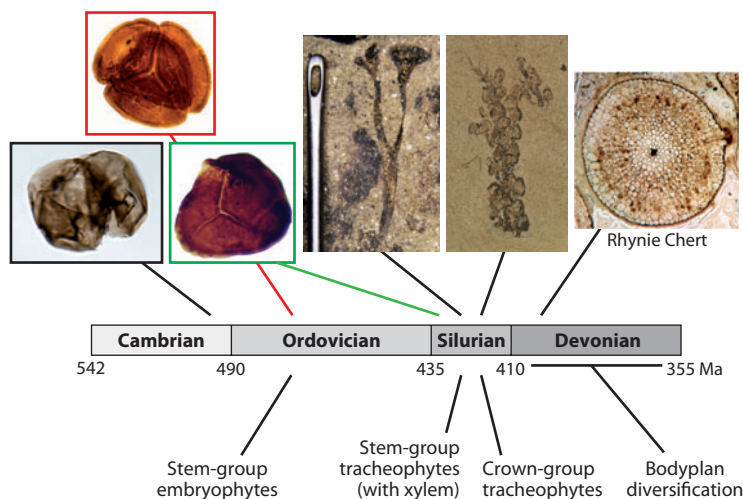 Rhynie Chert
Cambrian Ordovician Silurian Devonian
542 490 435 410 355 Ma
Stem-group
embryophytes
Stem-group
tracheophytes
(with xylem)
Crown-group
tracheophytes
Bodyplan
diversification